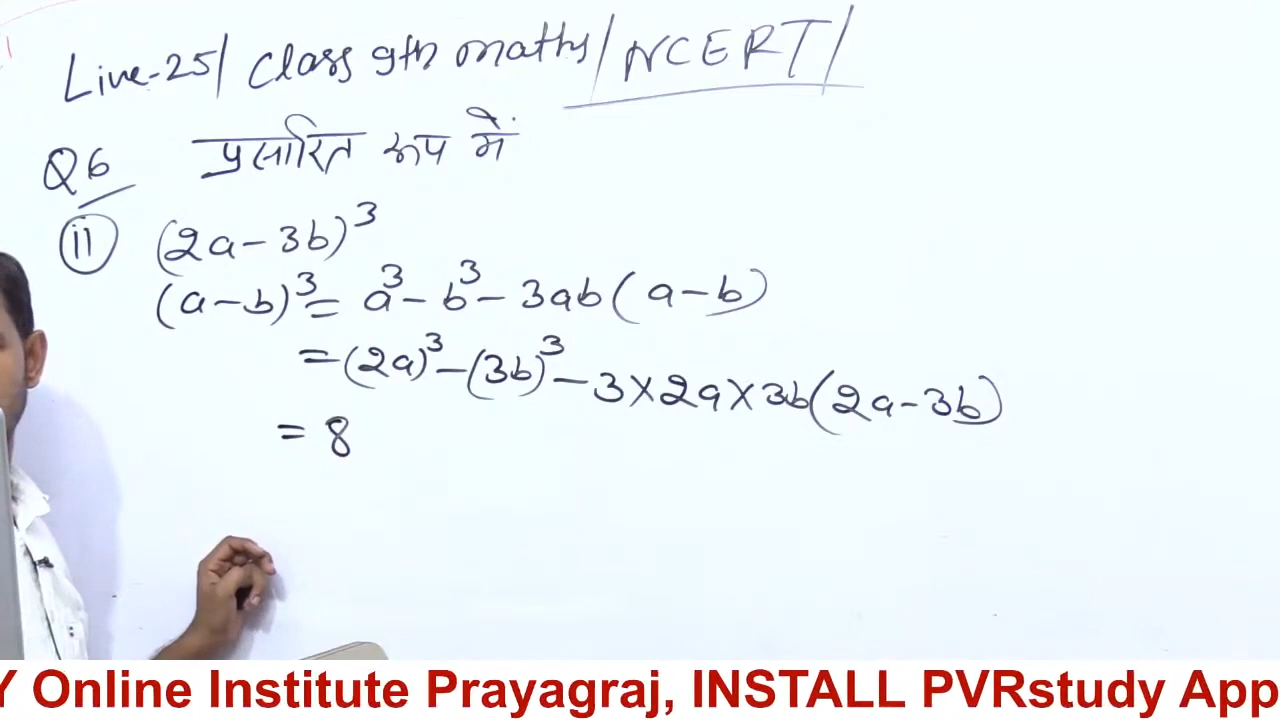 Live-25/ Class 9th maths/ NCERT/
Q6 प्रसारित रूप में
(ii) (2a-3b)³
(a-b)³ = a³-b³-3ab(a-b)
=(2a)³-(3b)³-3×2a×3b(2a-3b)
= 8
Y Online Institute Prayagraj, INSTALL PVRstudy App